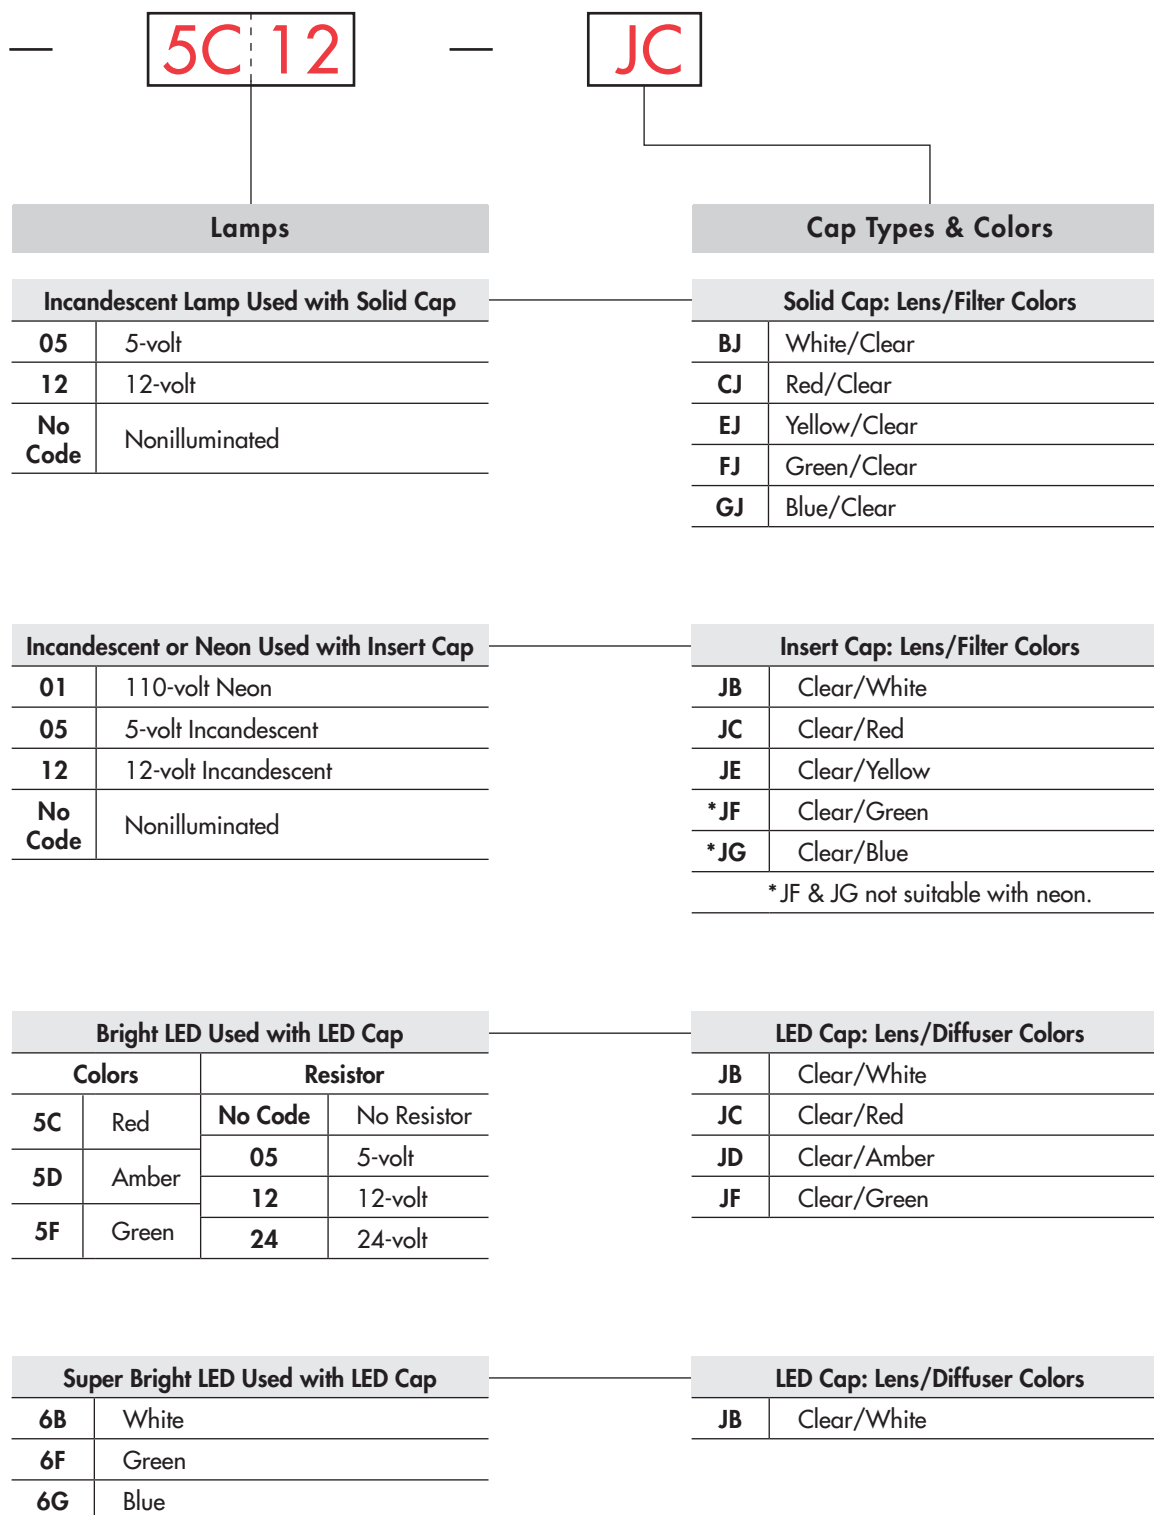 — 5C 12 — JC
Lamps
Cap Types & Colors
Incandescent Lamp Used with Solid Cap
05 5-volt
12 12-volt
No Code Nonilluminated
Solid Cap: Lens/Filter Colors
BJ White/Clear
CJ Red/Clear
EJ Yellow/Clear
FJ Green/Clear
GJ Blue/Clear
Incandescent or Neon Used with Insert Cap
01 110-volt Neon
05 5-volt Incandescent
12 12-volt Incandescent
No Code Nonilluminated
Insert Cap: Lens/Filter Colors
JB Clear/White
JC Clear/Red
JE Clear/Yellow
*JF Clear/Green
*JG Clear/Blue
*JF & JG not suitable with neon.
Bright LED Used with LED Cap
Colors Resistor
5C Red
5D Amber
5F Green
No Code No Resistor
05 5-volt
12 12-volt
24 24-volt
LED Cap: Lens/Diffuser Colors
JB Clear/White
JC Clear/Red
JD Clear/Amber
JF Clear/Green
Super Bright LED Used with LED Cap
6B White
6F Green
6G Blue
LED Cap: Lens/Diffuser Colors
JB Clear/White